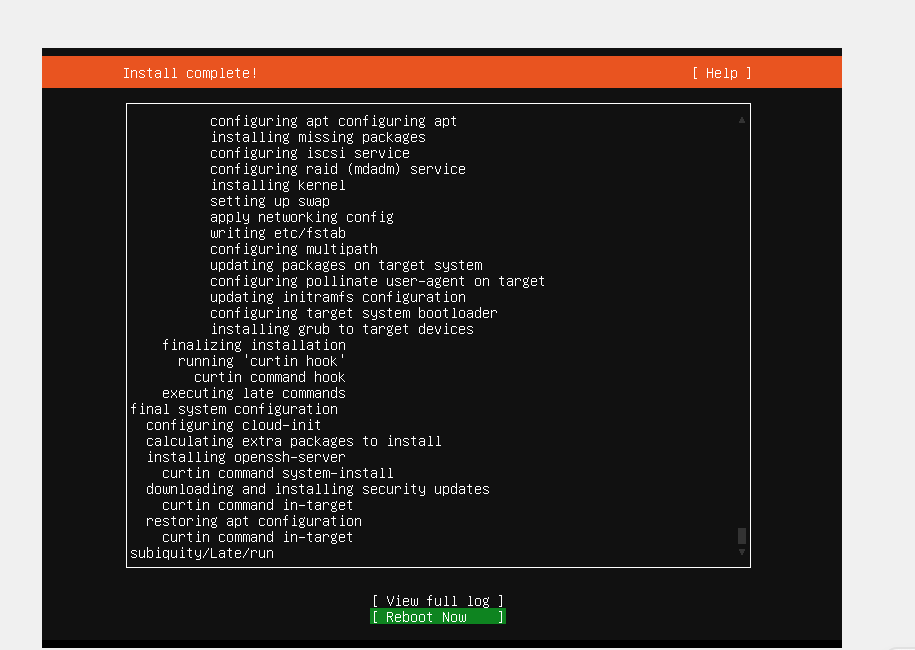 Install complete!
[ Help ]
configuring apt configuring apt
installing missing packages
configuring iscsi service
configuring raid (mdadm) service
installing kernel
setting up swap
apply networking config
writing etc/fstab
configuring multipath
updating packages on target system
configuring pollinate user-agent on target
updating initramfs configuration
configuring target system bootloader
installing grub to target devices
finalizing installation
running 'curtin hook'
curtin command hook
executing late commands
final system configuration
configuring cloud-init
calculating extra packages to install
installing openssh-server
curtin command system-install
downloading and installing security updates
curtin command in-target
restoring apt configuration
curtin command in-target
subiquity/Late/run
[ View full log ]
[ Reboot Now ]